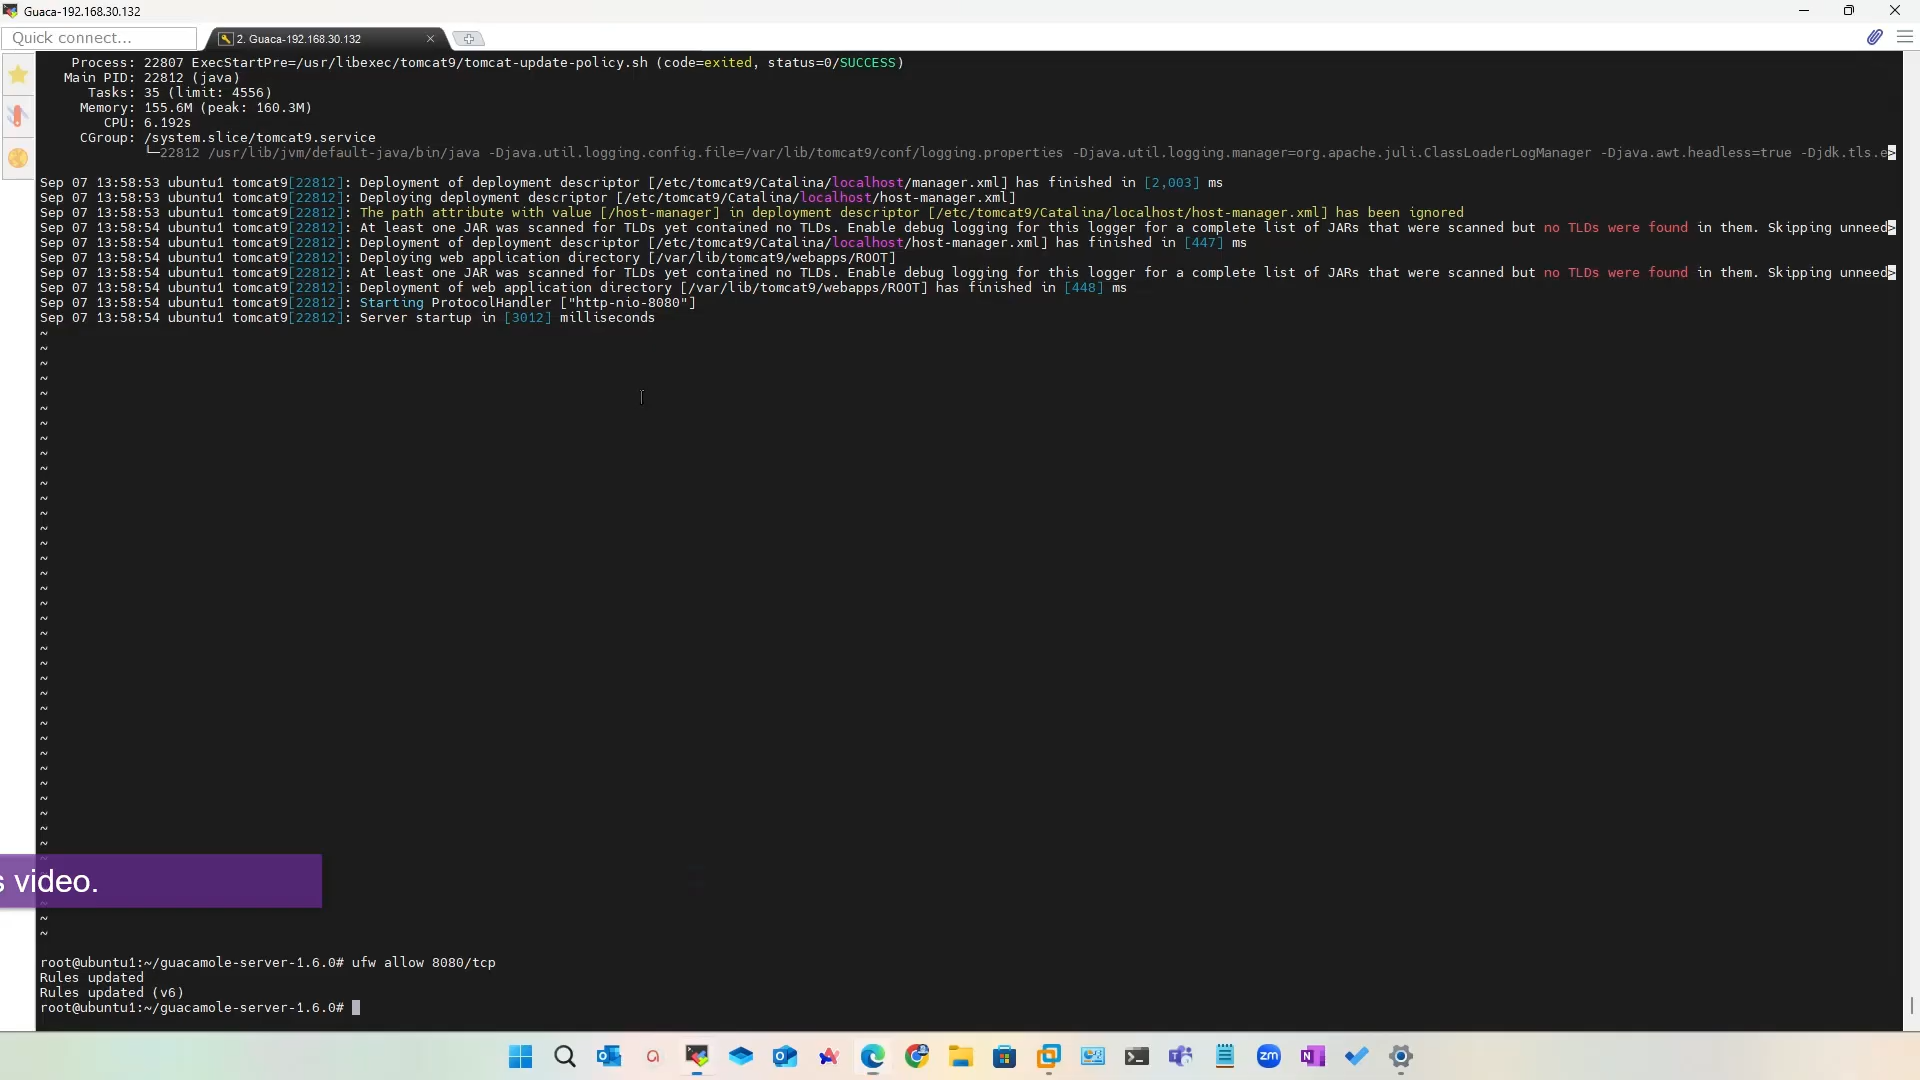 Guaca-192.168.30.132
Quick connect...
2. Guaca-192.168.30.132
Process: 22807 ExecStartPre=/usr/libexec/tomcat9/tomcat-update-policy.sh (code=exited, status=0/SUCCESS)
Main PID: 22812 (java)
Tasks: 35 (limit: 4556)
Memory: 155.6M (peak: 160.3M)
CPU: 6.192s
CGroup: /system.slice/tomcat9.service
└─22812 /usr/lib/jvm/default-java/bin/java -Djava.util.logging.config.file=/var/lib/tomcat9/conf/logging.properties -Djava.util.logging.manager=org.apache.juli.ClassLoaderLogManager -Djava.awt.headless=true -Djdk.tls.e>
Sep 07 13:58:53 ubuntu1 tomcat9[22812]: Deployment of deployment descriptor [/etc/tomcat9/Catalina/localhost/manager.xml] has finished in [2,003] ms
Sep 07 13:58:53 ubuntu1 tomcat9[22812]: Deploying deployment descriptor [/etc/tomcat9/Catalina/localhost/host-manager.xml]
Sep 07 13:58:53 ubuntu1 tomcat9[22812]: The path attribute with value [/host-manager] in deployment descriptor [/etc/tomcat9/Catalina/localhost/host-manager.xml] has been ignored
Sep 07 13:58:54 ubuntu1 tomcat9[22812]: At least one JAR was scanned for TLDs yet contained no TLDs. Enable debug logging for this logger for a complete list of JARs that were scanned but no TLDs were found in them. Skipping unneed>
Sep 07 13:58:54 ubuntu1 tomcat9[22812]: Deployment of deployment descriptor [/etc/tomcat9/Catalina/localhost/host-manager.xml] has finished in [447] ms
Sep 07 13:58:54 ubuntu1 tomcat9[22812]: Deploying web application directory [/var/lib/tomcat9/webapps/ROOT]
Sep 07 13:58:54 ubuntu1 tomcat9[22812]: At least one JAR was scanned for TLDs yet contained no TLDs. Enable debug logging for this logger for a complete list of JARs that were scanned but no TLDs were found in them. Skipping unneed>
Sep 07 13:58:54 ubuntu1 tomcat9[22812]: Deployment of web application directory [/var/lib/tomcat9/webapps/ROOT] has finished in [448] ms
Sep 07 13:58:54 ubuntu1 tomcat9[22812]: Starting ProtocolHandler ["http-nio-8080"]
Sep 07 13:58:54 ubuntu1 tomcat9[22812]: Server startup in [3012] milliseconds
s video.
root@ubuntu1:~/guacamole-server-1.6.0# ufw allow 8080/tcp
Rules updated
Rules updated (v6)
root@ubuntu1:~/guacamole-server-1.6.0#